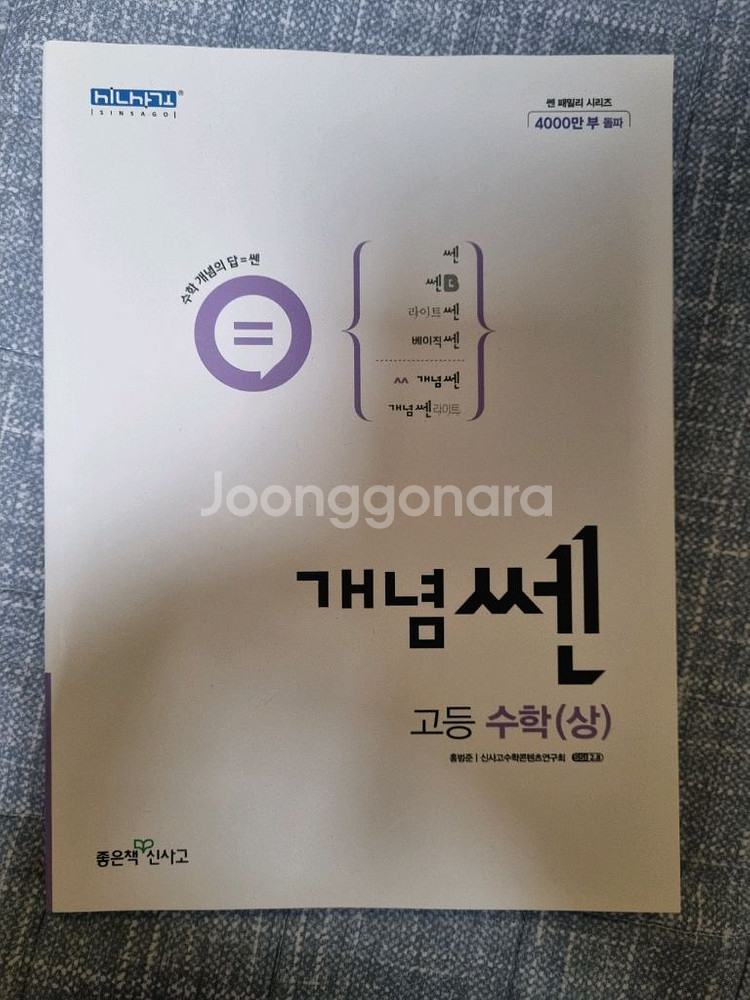 신사고®
|SINSAGO|
쎈 패밀리 시리즈
4000만 부 돌파
수학 개념의 답 = 쎈
=
쎈
쎈B
라이트쎈
베이직쎈
개념쎈
개념쎈라이트
Joonggonara
개념쎈
고등 수학(상)
홍범준 | 신사고수학콘텐츠연구회
좋은책 신사고